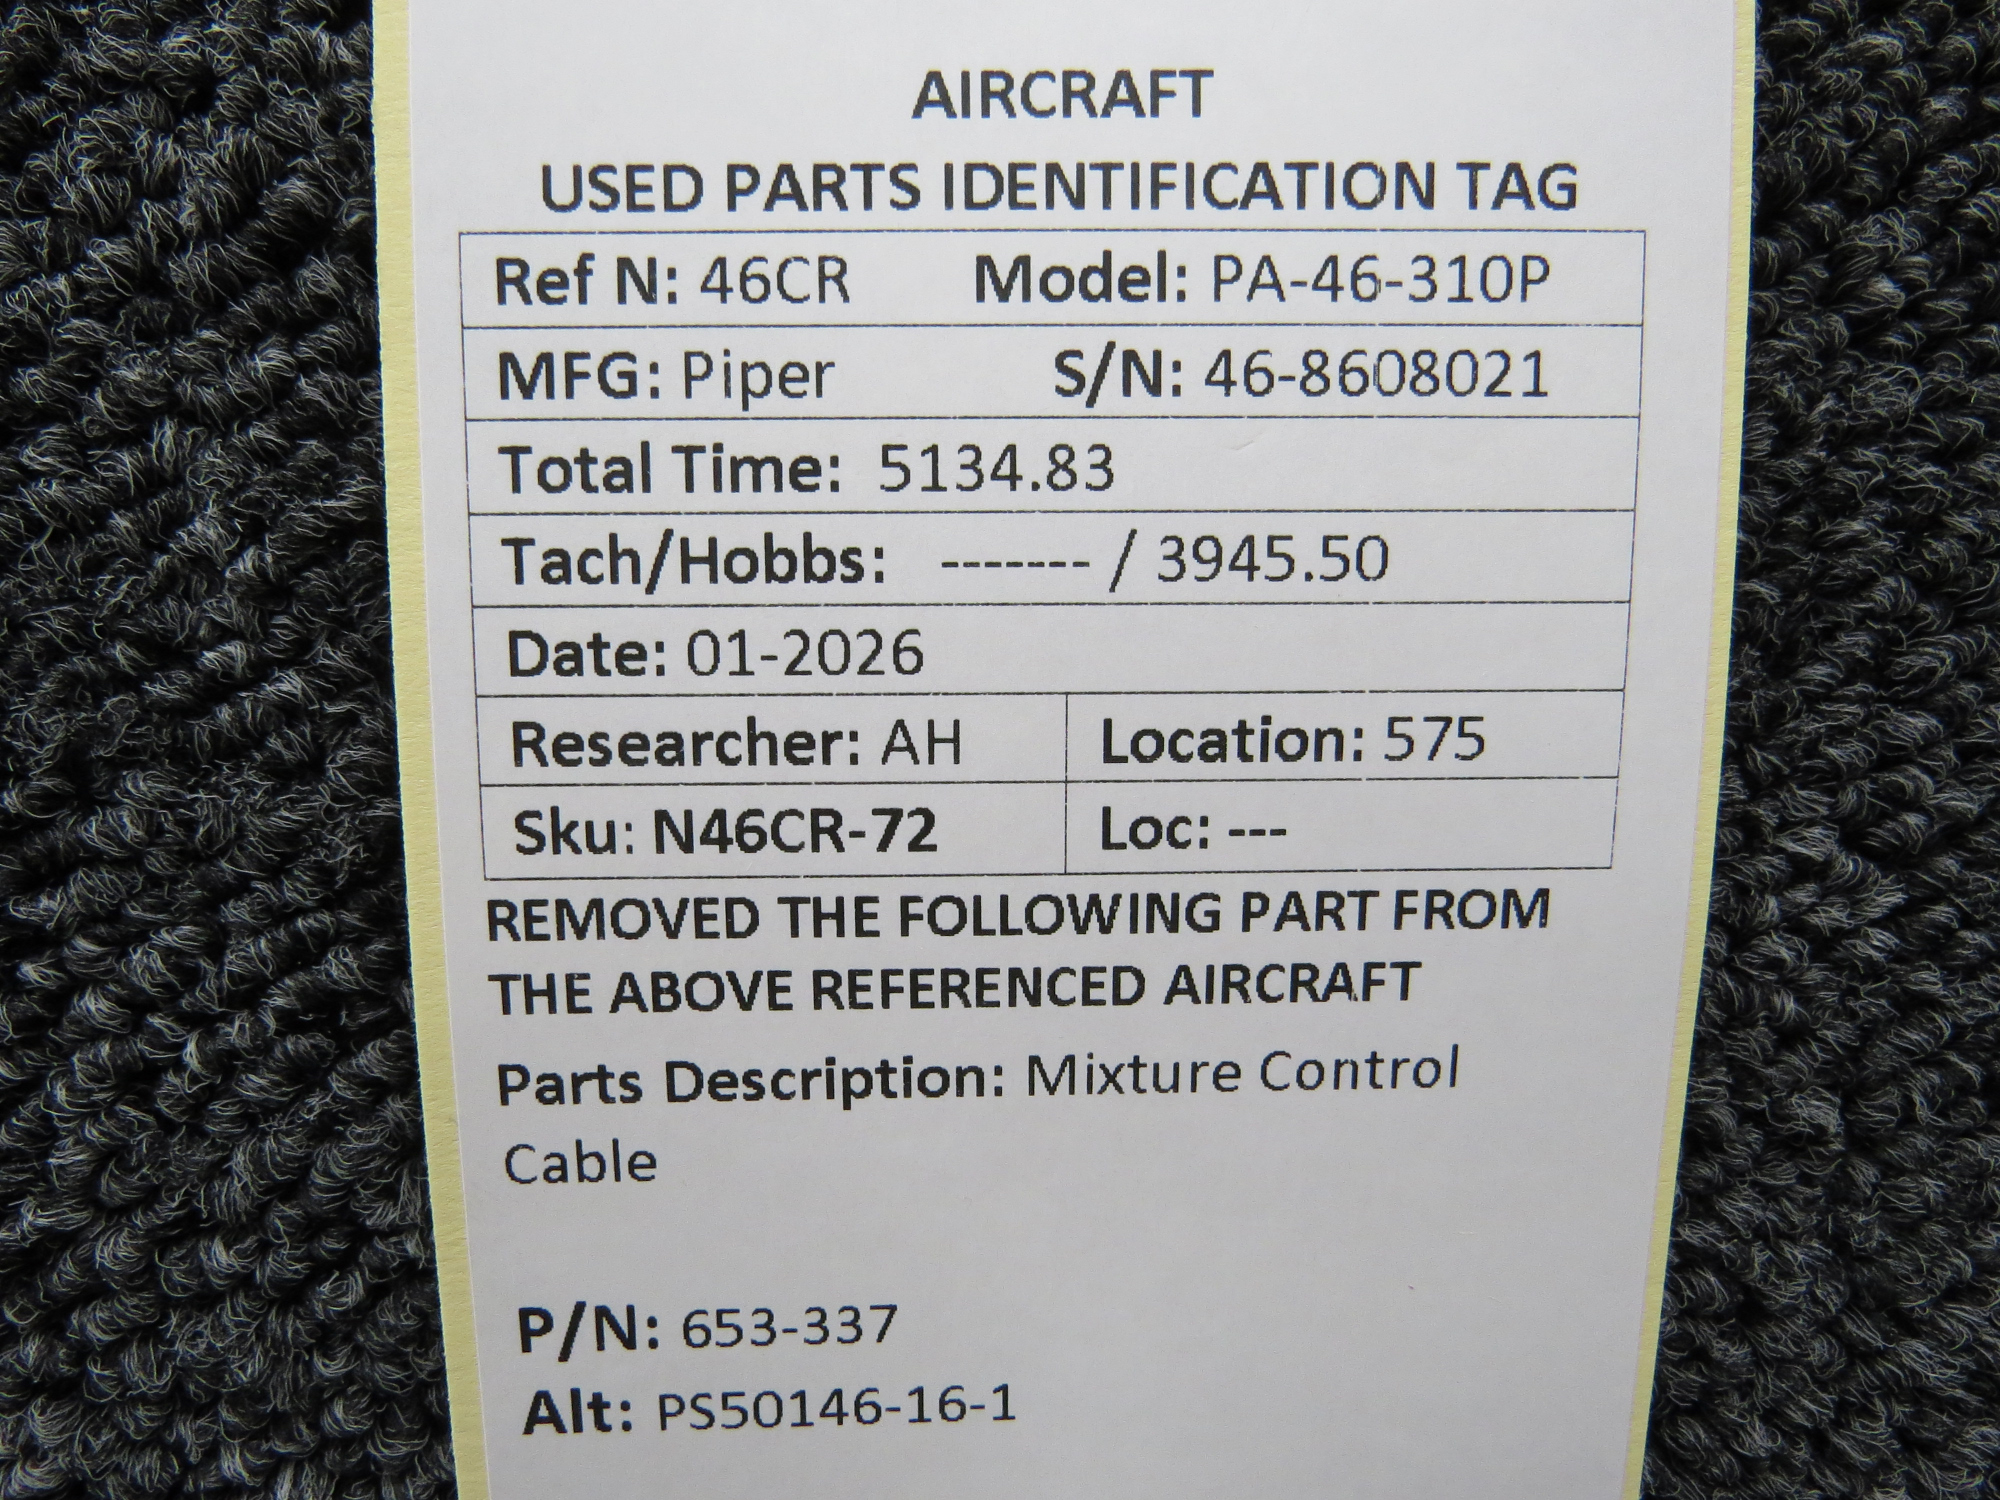 AIRCRAFT
USED PARTS IDENTIFICATION TAG
Ref N: 46CR Model: PA-46-310P
MFG: Piper S/N: 46-8608021
Total Time: 5134.83
Tach/Hobbs: ------- / 3945.50
Date: 01-2026
Researcher: AH Location: 575
Sku: N46CR-72 Loc: ---
REMOVED THE FOLLOWING PART FROM
THE ABOVE REFERENCED AIRCRAFT
Parts Description: Mixture Control
Cable
P/N: 653-337
Alt: PS50146-16-1